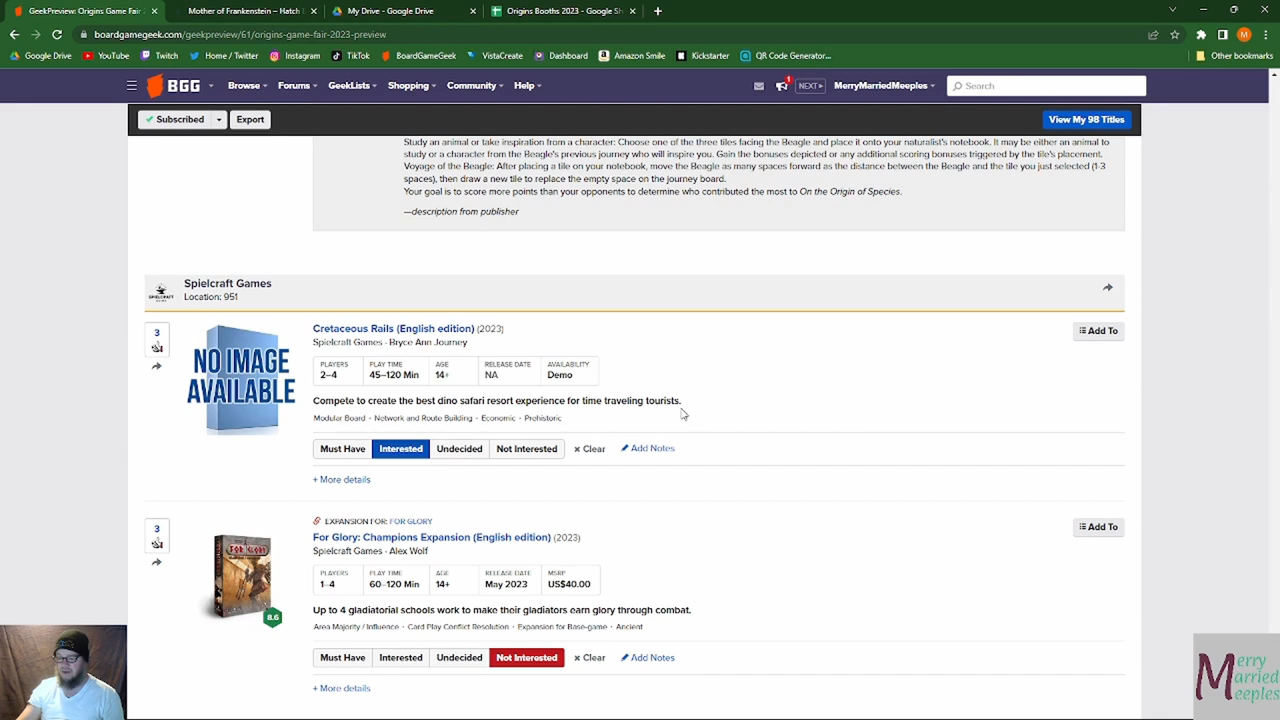 GeekPreview: Origins Game Fair
Mother of Frankenstein – Hatch E
My Drive - Google Drive
Origins Booths 2023 - Google Sh
boardgamegeek.com/geekpreview/61/origins-game-fair-2023-preview
Google Drive YouTube Twitch Home / Twitter Instagram TikTok BoardGameGeek VistaCreate Dashboard Amazon Smile Kickstarter QR Code Generator... Other bookmarks
BGG Browse Forums GeekLists Shopping Community Help 1 NEXT MerryMarriedMeeples Search
Subscribed Export View My 98 Titles
Study an animal or take inspiration from a character: Choose one of the three tiles facing the Beagle and place it onto your naturalist's notebook. It may be either an animal to
study or a character from the Beagle's previous journey who will inspire you. Gain the bonuses depicted or any additional scoring bonuses triggered by the tile's placement.
Voyage of the Beagle: After placing a tile on your notebook, move the Beagle as many spaces forward as the distance between the Beagle and the tile you just selected (1-3
spaces), then draw a new tile to replace the empty space on the journey board.
Your goal is to score more points than your opponents to determine who contributed the most to On the Origin of Species.
—description from publisher
SPIELCRAFT
Spielcraft Games
Location: 951
3
NO IMAGE
AVAILABLE
Cretaceous Rails (English edition) (2023)
Add To
Spielcraft Games · Bryce Ann Journey
PLAYERS PLAY TIME AGE RELEASE DATE AVAILABILITY
2–4 45–120 Min 14+ NA Demo
Compete to create the best dino safari resort experience for time traveling tourists.
Modular Board · Network and Route Building · Economic · Prehistoric
Must Have Interested Undecided Not Interested × Clear Add Notes
+ More details
3
FOR GLORY
8.6
EXPANSION FOR: FOR GLORY
For Glory: Champions Expansion (English edition) (2023)
Add To
Spielcraft Games · Alex Wolf
PLAYERS PLAY TIME AGE RELEASE DATE MSRP
1–4 60–120 Min 14+ May 2023 US$40.00
Up to 4 gladiatorial schools work to make their gladiators earn glory through combat.
Area Majority / Influence · Card Play Conflict Resolution · Expansion for Base-game · Ancient
Must Have Interested Undecided Not Interested × Clear Add Notes
+ More details
Merry
Married
Meeples